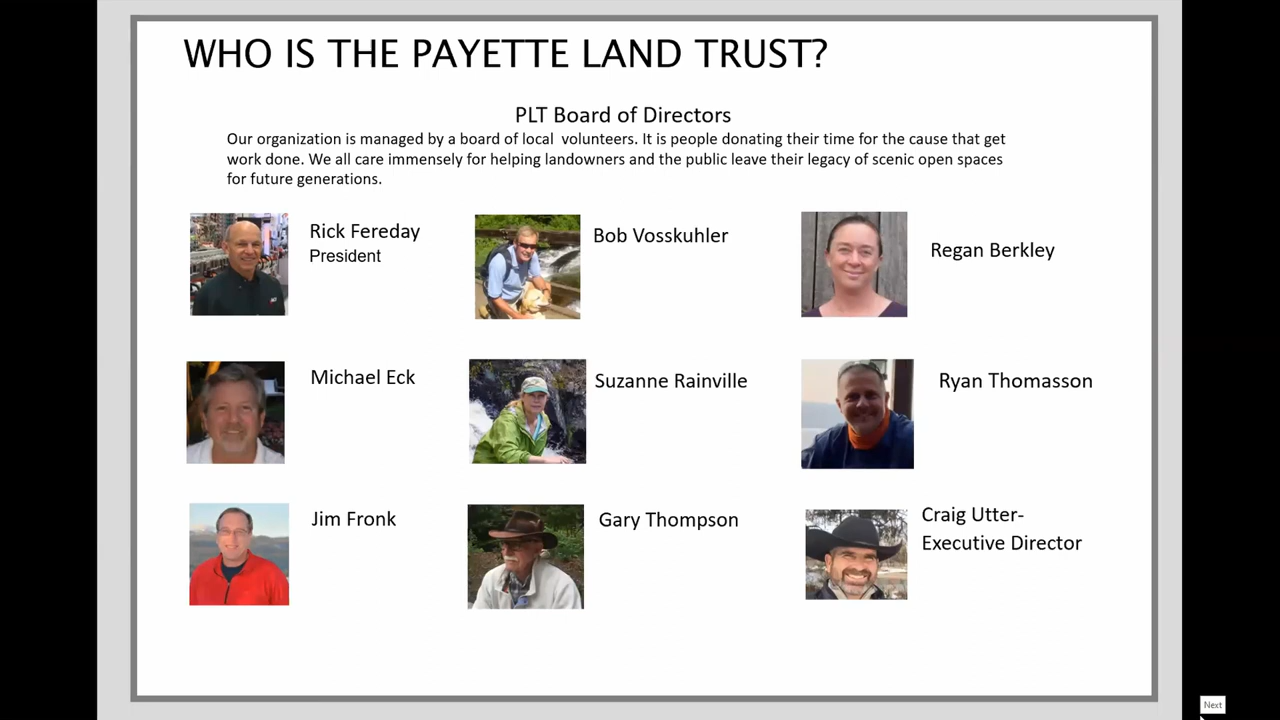 WHO IS THE PAYETTE LAND TRUST?
PLT Board of Directors
Our organization is managed by a board of local  volunteers. It is people donating their time for the cause that get
work done. We all care immensely for helping landowners and the public leave their legacy of scenic open spaces
for future generations.
Rick Fereday
President
Bob Vosskuhler
Regan Berkley
Michael Eck
Suzanne Rainville
Ryan Thomasson
Jim Fronk
Gary Thompson
Craig Utter-
Executive Director
Next